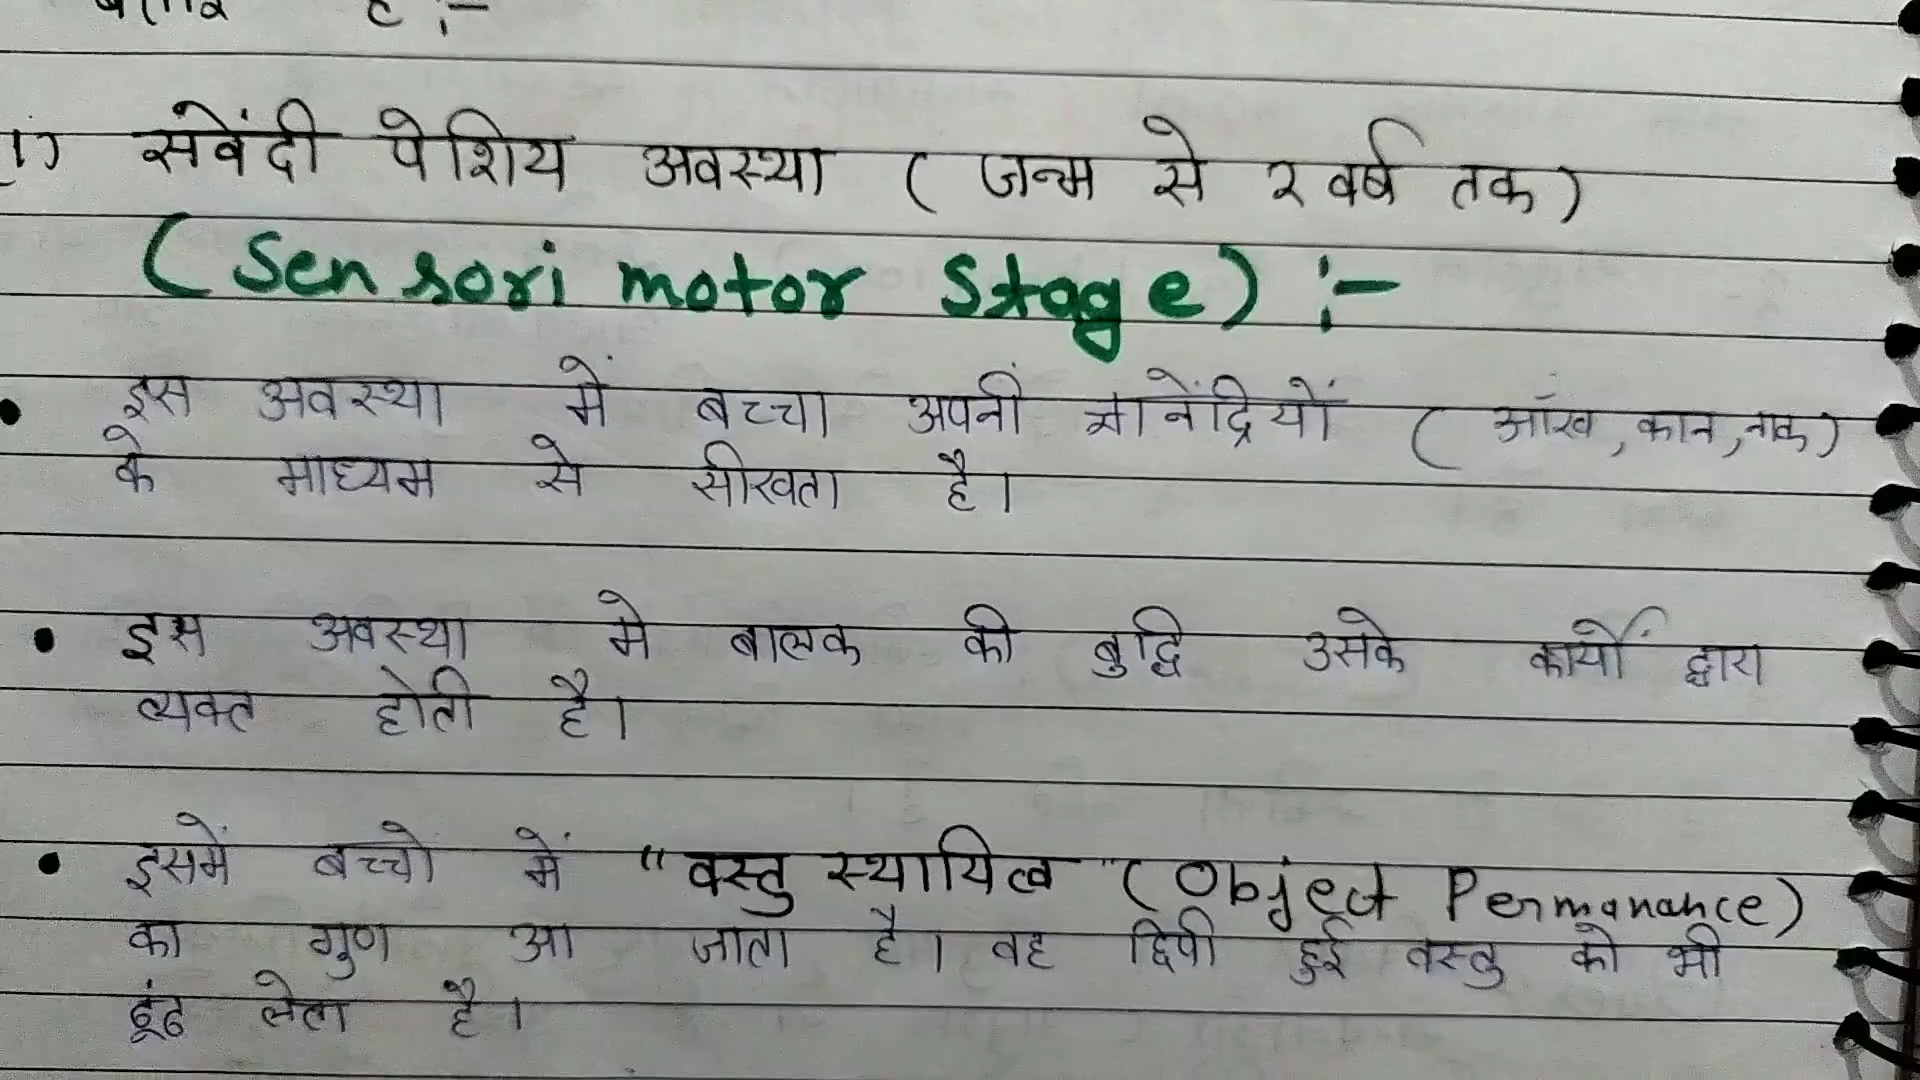 है :-
1) संवेंदी पेशिय अवस्था ( जन्म से 2 वर्ष तक )
( Sensori motor Stage ) :-
• इस अवस्था में बच्चा अपनी ज्ञानेंद्रियों ( आँख, कान, नाक )
के माध्यम से सीखता है।
• इस अवस्था मे बालक की बुद्धि उसके कार्यों द्वारा
व्यक्त होती है।
• इसमें बच्चों में "वस्तु स्थायित्व" ( Object Permanance )
का गुण आ जाता है। वह छिपी हुई वस्तु को भी
ढूंढ लेता है।